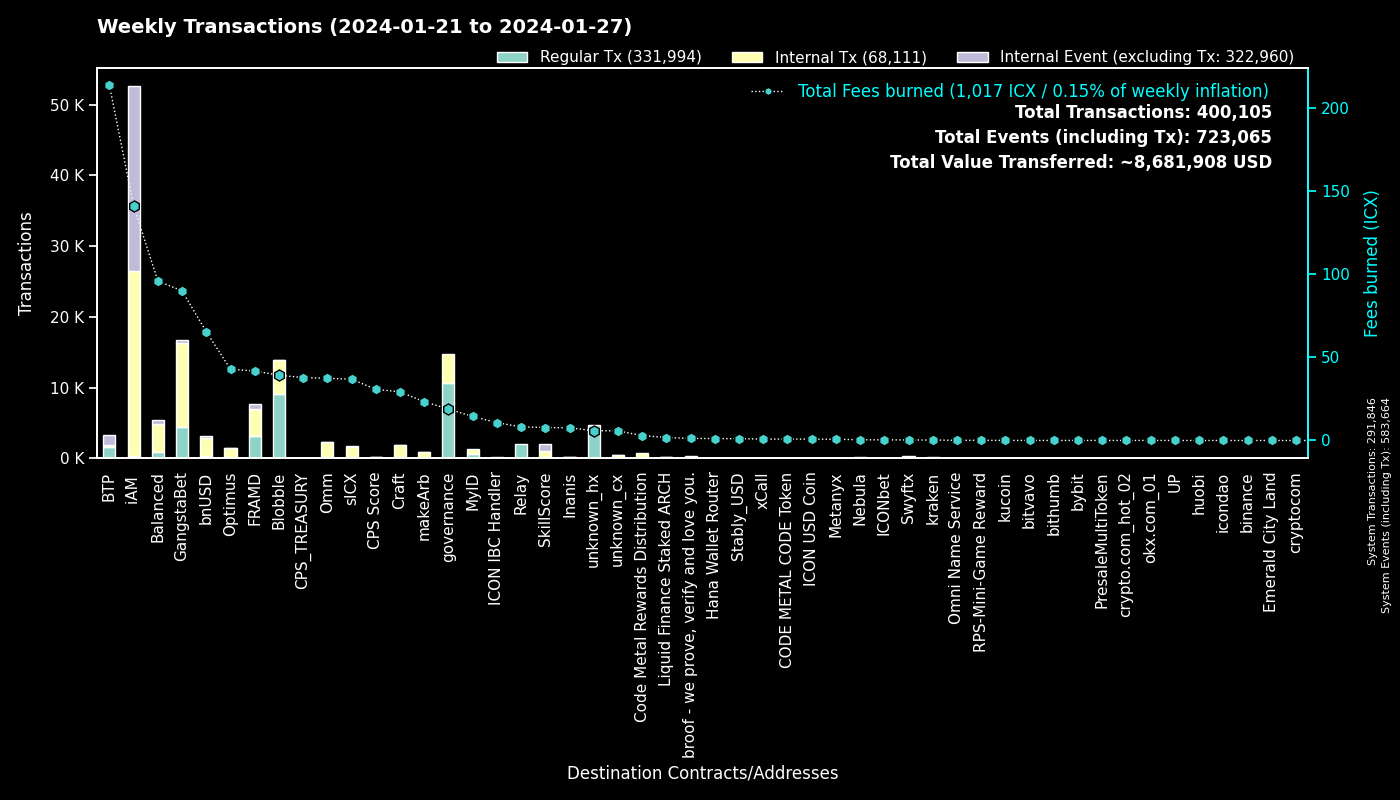 Weekly Transactions (2024-01-21 to 2024-01-27)
Regular Tx (331,994)
Internal Tx (68,111)
Internal Event (excluding Tx: 322,960)
Total Fees burned (1,017 ICX / 0.15% of weekly inflation)
Total Transactions: 400,105
Total Events (including Tx): 723,065
Total Value Transferred: ~8,681,908 USD
Transactions
50 K
40 K
30 K
20 K
10 K
0 K
200
150
100
50
0
Fees burned (ICX)
System Transactions: 291,846
System Events (including Tx): 583,664
BTP
iAM
Balanced
GangstaBet
bnUSD
Optimus
FRAMD
Blobble
CPS_TREASURY
Omm
sICX
CPS Score
Craft
makeArb
governance
MyID
ICON IBC Handler
Relay
SkillScore
Inanis
unknown_hx
unknown_cx
Code Metal Rewards Distribution
Liquid Finance Staked ARCH
broof - we prove, verify and love you.
Hana Wallet Router
Stably_USD
xCall
CODE METAL CODE Token
ICON USD Coin
Metanyx
Nebula
ICONbet
Swyftx
kraken
Omni Name Service
RPS-Mini-Game Reward
kucoin
bitvavo
bithumb
bybit
PresaleMultiToken
crypto.com_hot_02
okx.com_01
UP
huobi
icondao
binance
Emerald City Land
cryptocom
Destination Contracts/Addresses